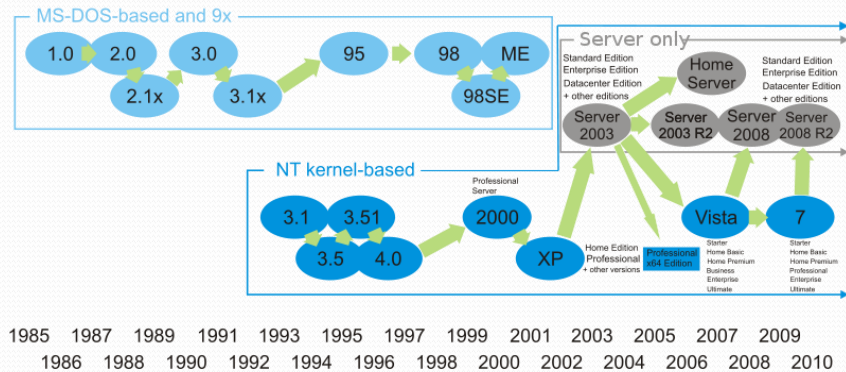 MS-DOS-based and 9x
1.0
2.0
3.0
95
98
ME
2.1x
3.1x
98SE
Server only
Standard Edition
Enterprise Edition
Datacenter Edition
+ other editions
Home
Server
Standard Edition
Enterprise Edition
Datacenter Edition
+ other editions
Server
2003
Server
2003 R2
Server
2008
Server
2008 R2
NT kernel-based
3.1
3.51
3.5
4.0
Professional
Server
2000
XP
Home Edition
Professional
+ other versions
Professional
x64 Edition
Vista
Starter
Home Basic
Home Premium
Business
Enterprise
Ultimate
7
Starter
Home Basic
Home Premium
Professional
Enterprise
Ultimate
1985 1987 1989 1991 1993 1995 1997 1999 2001 2003 2005 2007 2009
1986 1988 1990 1992 1994 1996 1998 2000 2002 2004 2006 2008 2010